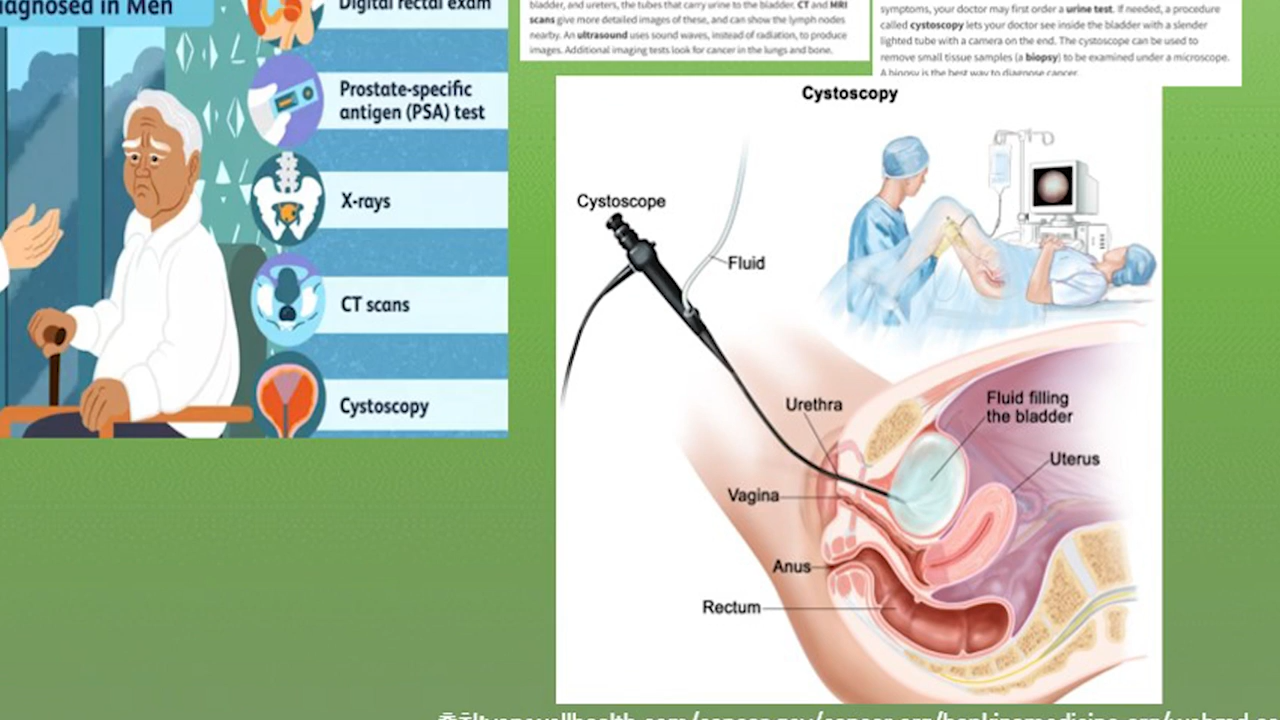 iagnosed in Men
Digital rectal exam
Prostate-specific
antigen (PSA) test
X-rays
CT scans
Cystoscopy
bladder, and ureters, the tubes that carry urine to the bladder. CT and MRI
scans give more detailed images of these, and can show the lymph nodes
nearby. An ultrasound uses sound waves, instead of radiation, to produce
images. Additional imaging tests look for cancer in the lungs and bone.
symptoms, your doctor may first order a urine test. If needed, a procedure
called cystoscopy lets your doctor see inside the bladder with a slender
lighted tube with a camera on the end. The cystoscope can be used to
remove small tissue samples (a biopsy) to be examined under a microscope.
A biopsy is the best way to diagnose cancer.
Cystoscopy
Cystoscope
Fluid
Urethra
Fluid filling
the bladder
Uterus
Vagina
Anus
Rectum